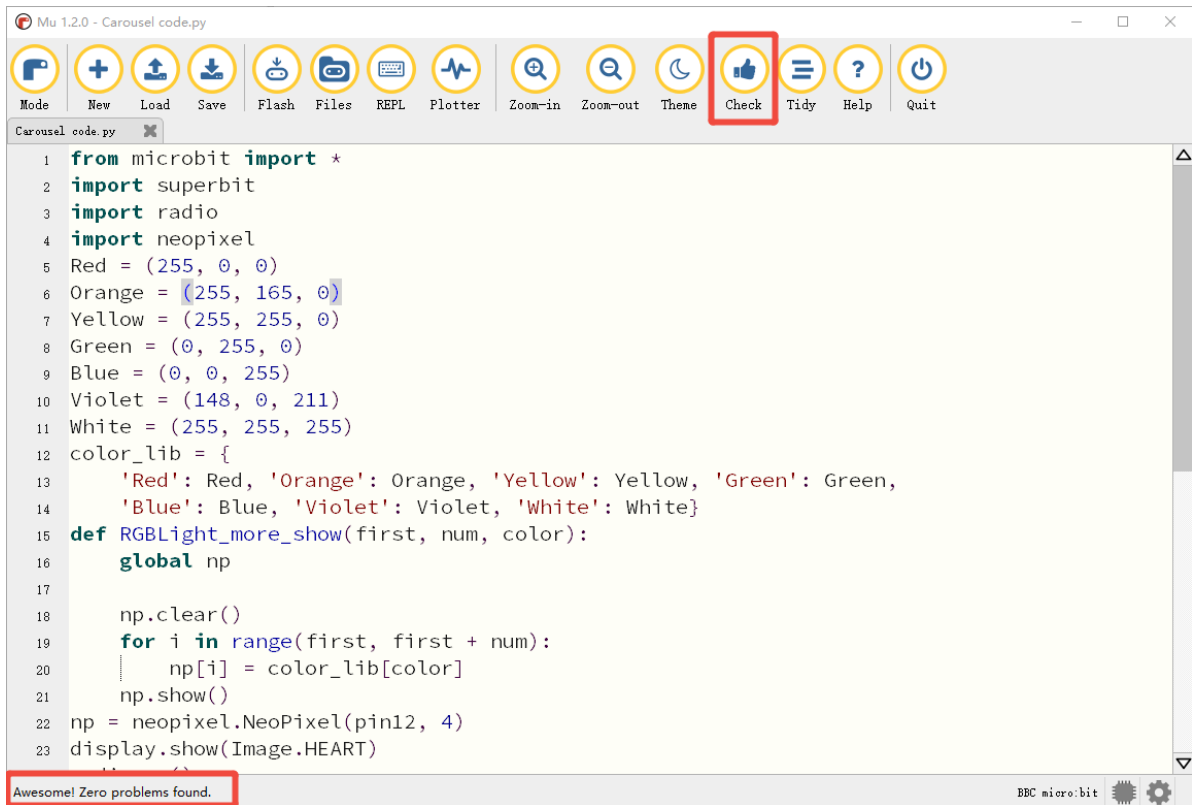 Mu 1.2.0 - Carousel code.py
Mode New Load Save Flash Files REPL Plotter Zoom-in Zoom-out Theme Check Tidy Help Quit
Carousel code.py
1 from microbit import *
2 import superbit
3 import radio
4 import neopixel
5 Red = (255, 0, 0)
6 Orange = (255, 165, 0)
7 Yellow = (255, 255, 0)
8 Green = (0, 255, 0)
9 Blue = (0, 0, 255)
10 Violet = (148, 0, 211)
11 White = (255, 255, 255)
12 color_lib = {
13     'Red': Red, 'Orange': Orange, 'Yellow': Yellow, 'Green': Green,
14     'Blue': Blue, 'Violet': Violet, 'White': White}
15 def RGBLight_more_show(first, num, color):
16     global np
17
18     np.clear()
19     for i in range(first, first + num):
20         np[i] = color_lib[color]
21     np.show()
22 np = neopixel.NeoPixel(pin12, 4)
23 display.show(Image.HEART)
Awesome! Zero problems found. BBC micro:bit